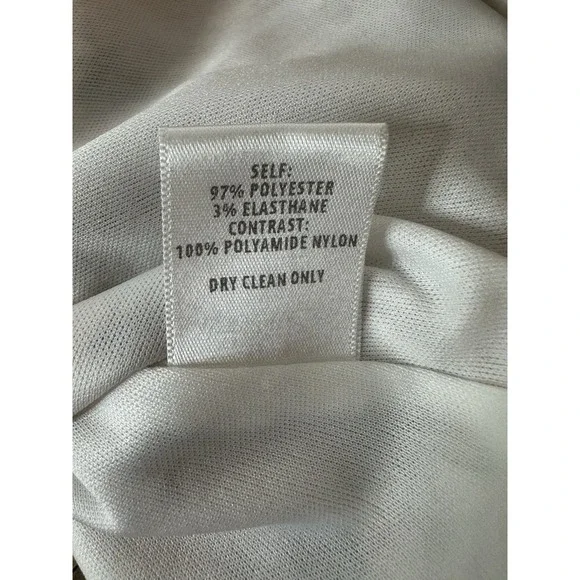 SELF:
97% POLYESTER
3% ELASTHANE
CONTRAST:
100% POLYAMIDE NYLON
DRY CLEAN ONLY